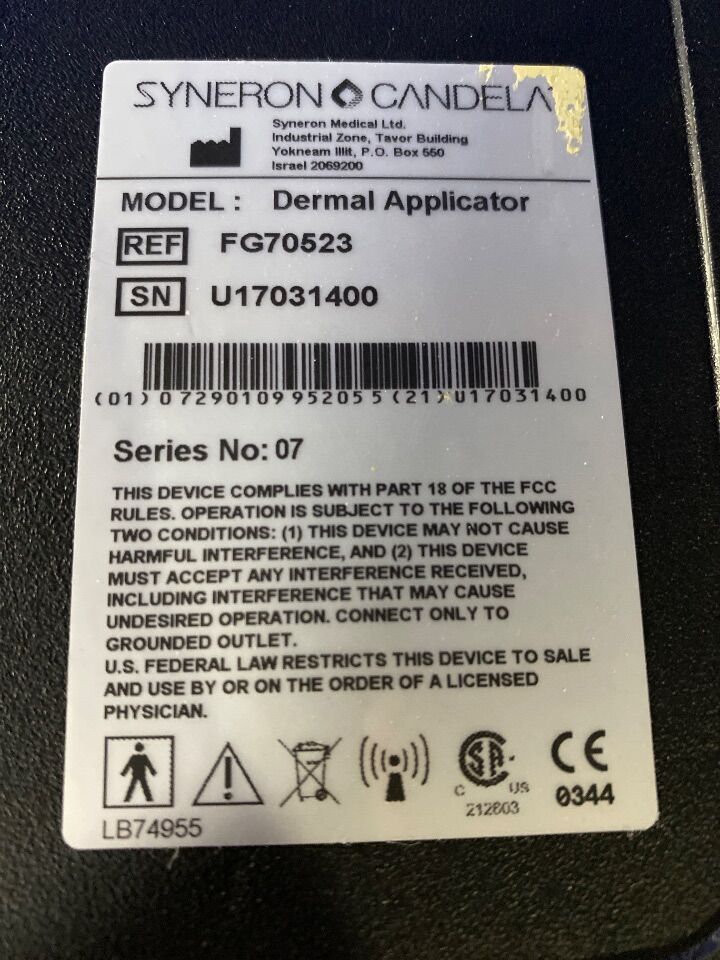 SYNERON CANDELA
Syneron Medical Ltd.
Industrial Zone, Tavor Building
Yokneam Illit, P.O. Box 560
Israel 2069200
MODEL : Dermal Applicator
REF FG70523
SN U17031400
(01) 07290109952055 (21) U17031400
Series No: 07
THIS DEVICE COMPLIES WITH PART 18 OF THE FCC
RULES. OPERATION IS SUBJECT TO THE FOLLOWING
TWO CONDITIONS: (1) THIS DEVICE MAY NOT CAUSE
HARMFUL INTERFERENCE, AND (2) THIS DEVICE
MUST ACCEPT ANY INTERFERENCE RECEIVED,
INCLUDING INTERFERENCE THAT MAY CAUSE
UNDESIRED OPERATION. CONNECT ONLY TO
GROUNDED OUTLET.
U.S. FEDERAL LAW RESTRICTS THIS DEVICE TO SALE
AND USE BY OR ON THE ORDER OF A LICENSED
PHYSICIAN.
SA
C US CE
212603 0344
LB74955